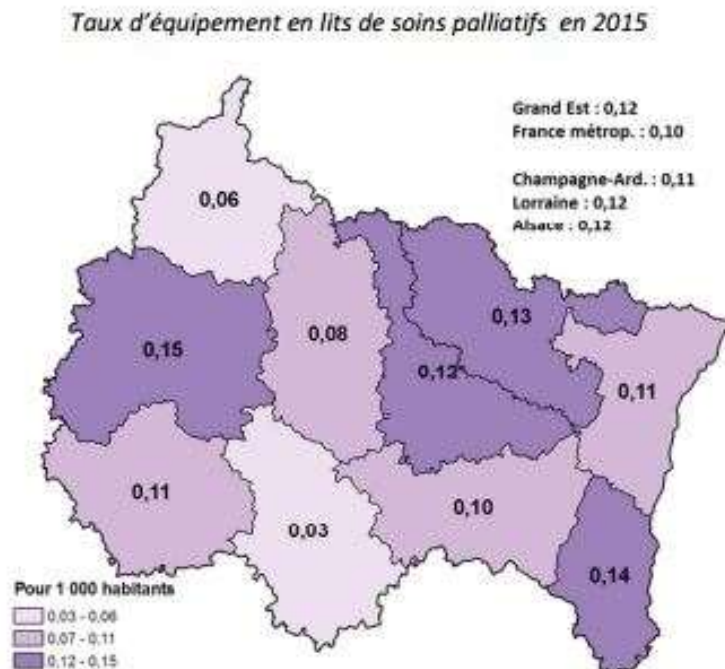 Taux d'équipement en lits de soins palliatifs en 2015
Grand Est : 0,12
France métrop. : 0,10
Champagne-Ard. : 0,11
Lorraine : 0,12
Alsace : 0,12
0,06
0,15
0,08
0,13
0,12
0,11
0,11
0,10
0,03
0,14
Pour 1 000 habitants
0,03 - 0,06
0,07 - 0,11
0,12 - 0,15